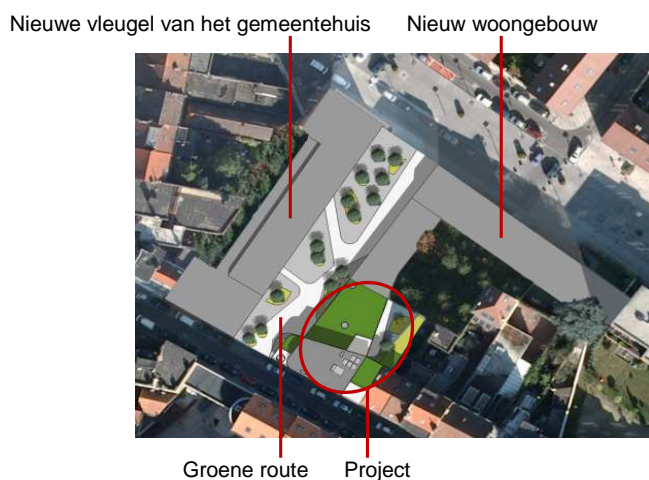 Nieuwe vleugel van het gemeentehuis
Nieuw woongebouw
Groene route
Project